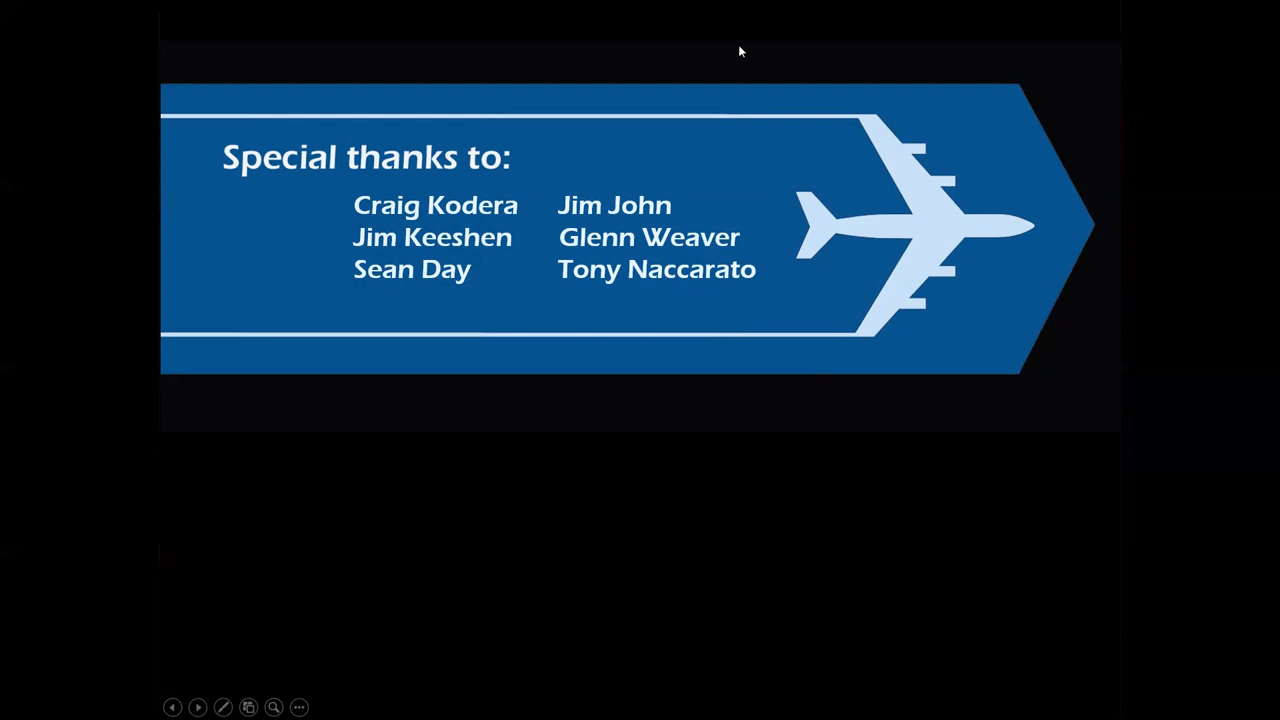 Special thanks to:
Craig Kodera Jim John
Jim Keeshen Glenn Weaver
Sean Day Tony Naccarato